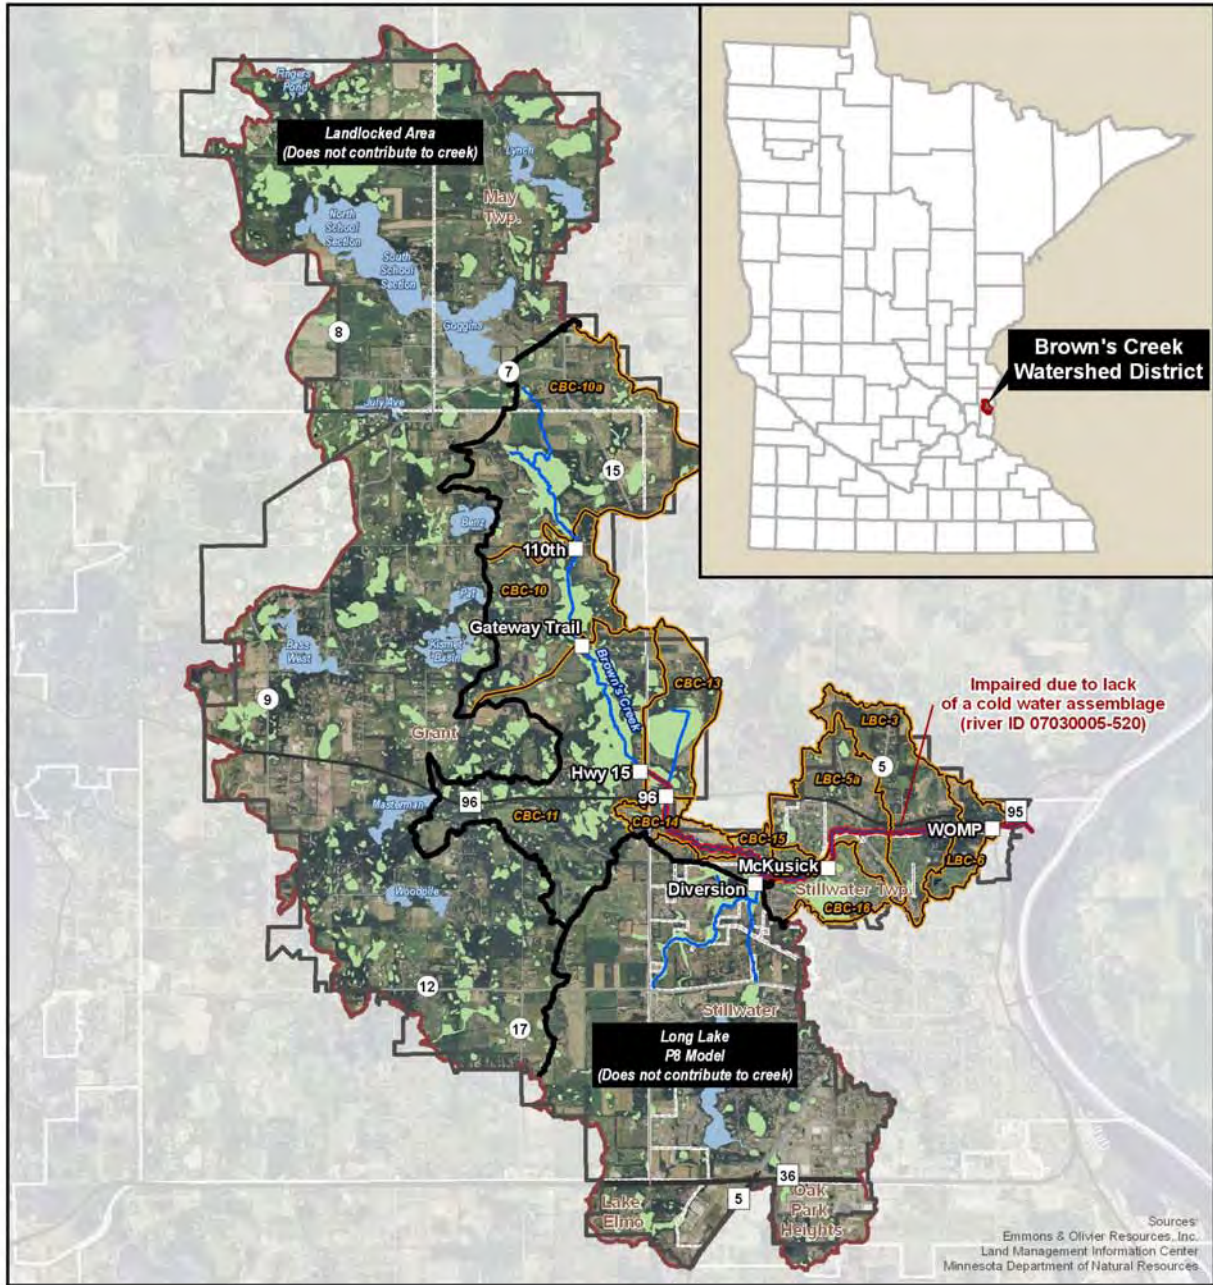 Fingers
Pond
Landlocked Area
(Does not contribute to creek)
Lynch
May
Twp.
North
School
Section
South
School
Section
Goggins
8
7
CBC-10a
July Ave
15
Brown's Creek
Watershed District
Benz
110th
CBC-10
Pat
Gateway Trail
Kismet
Basin
Bass
West
Brown's Creek
CBC-13
9
Grant
Impaired due to lack
of a cold water assemblage
(river ID 07030005-520)
LBC-3
5
LBC-5a
Hwy 15
96
Masterman
96
CBC-11
CBC-14
CBC-15
95
WOMP
LBC-6
McKusick
Diversion
Stillwater Twp.
CBC-16
Woodpile
12
17
Stillwater
Long Lake
P8 Model
(Does not contribute to creek)
36
5
Lake
Elmo
Oak
Park
Heights
Sources:
Emmons & Olivier Resources, Inc.
Land Management Information Center
Minnesota Department of Natural Resources